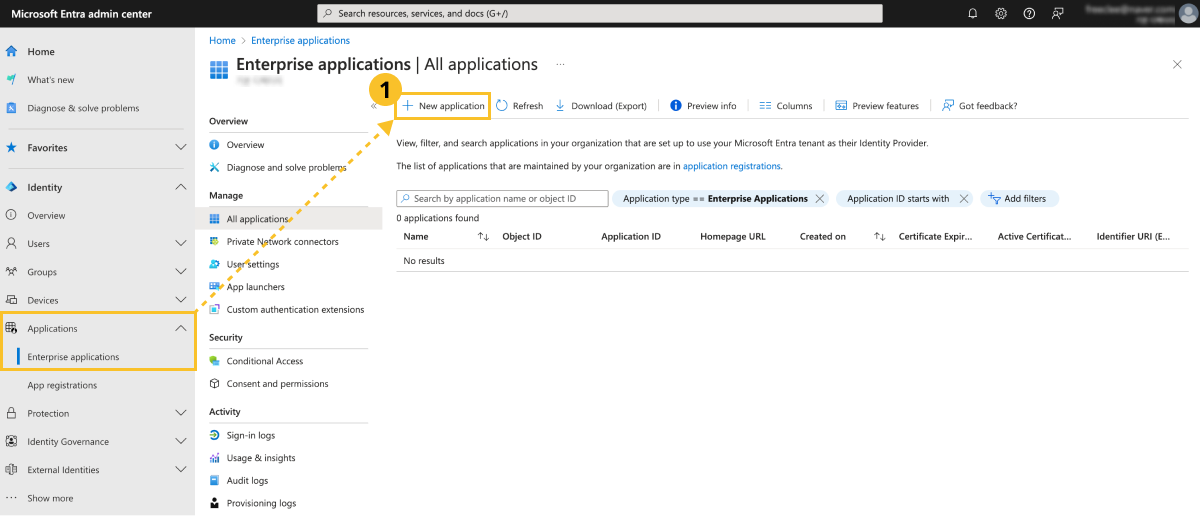 Microsoft Entra admin center
Search resources, services, and docs (G+/)
Home
What's new
Diagnose & solve problems
Favorites
Identity
Overview
Users
Groups
Devices
Applications
Enterprise applications
App registrations
Protection
Identity Governance
External Identities
Show more
Home > Enterprise applications
Enterprise applications | All applications
1
Overview
Overview
Diagnose and solve problems
Manage
All applications
Private Network connectors
User settings
App launchers
Custom authentication extensions
Security
Conditional Access
Consent and permissions
Activity
Sign-in logs
Usage & insights
Audit logs
Provisioning logs
New application Refresh Download (Export) Preview info Columns Preview features Got feedback?
View, filter, and search applications in your organization that are set up to use your Microsoft Entra tenant as their Identity Provider.
The list of applications that are maintained by your organization are in application registrations.
Search by application name or object ID Application type == Enterprise Applications Application ID starts with Add filters
0 applications found
Name Object ID Application ID Homepage URL Created on Certificate Expir... Active Certificat... Identifier URI (E...
No results